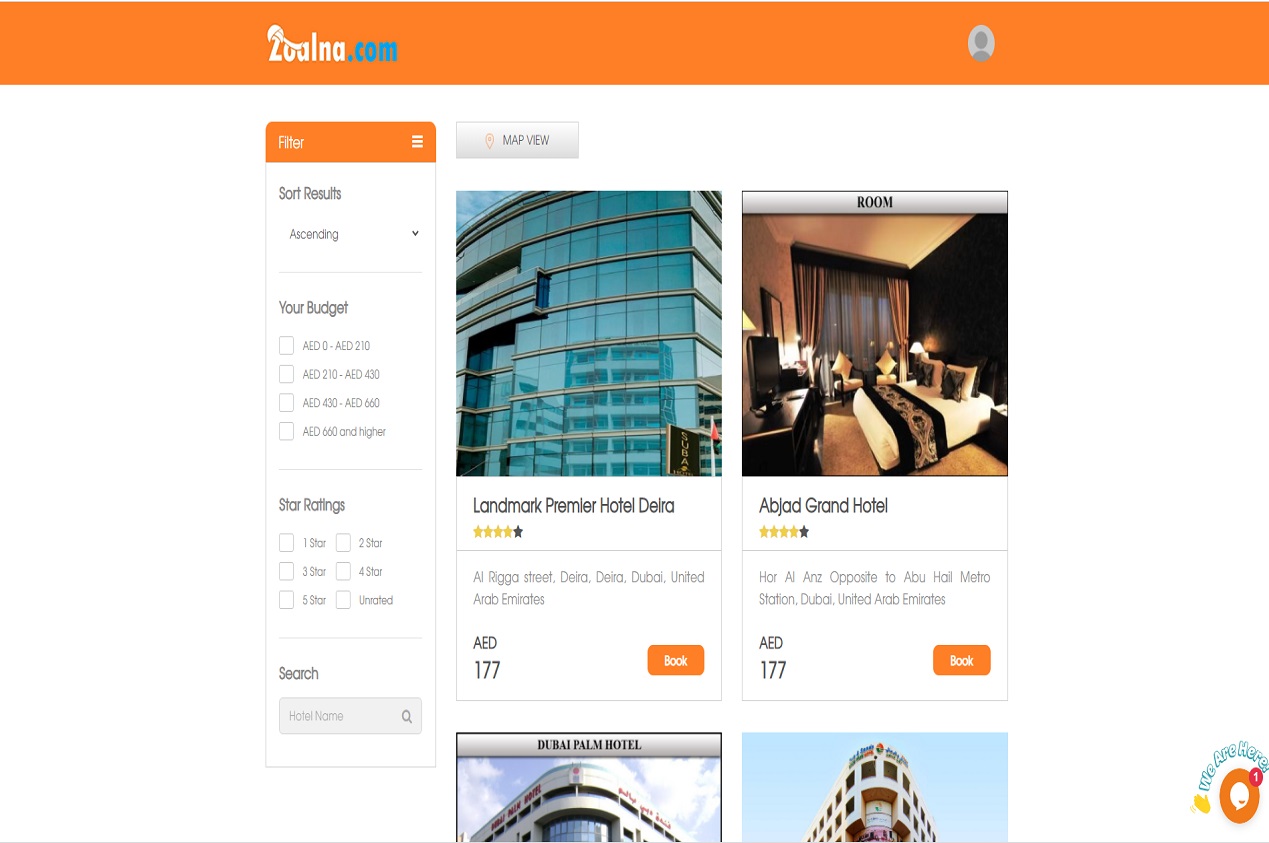 2oalna.com
Filter
Sort Results
Ascending
Your Budget
AED 0 - AED 210
AED 210 - AED 430
AED 430 - AED 660
AED 660 and higher
Star Ratings
1 Star 2 Star
3 Star 4 Star
5 Star Unrated
Search
Hotel Name
MAP VIEW
SUBA
Landmark Premier Hotel Deira
Al Rigga street, Deira, Deira, Dubai, United
Arab Emirates
AED
177
Book
ROOM
Abjad Grand Hotel
Hor Al Anz Opposite to Abu Hail Metro
Station, Dubai, United Arab Emirates
AED
177
Book
DUBAI PALM HOTEL
DUBAI PALM HOTEL
We Are Here!
1